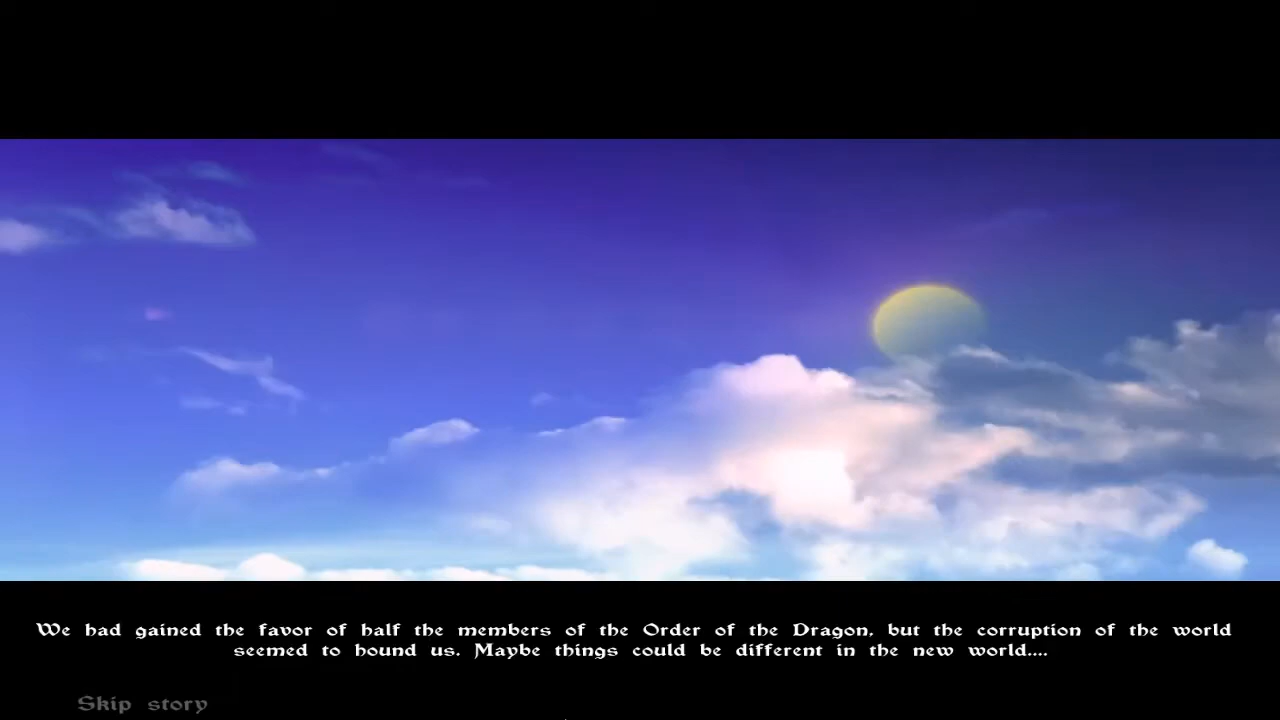 We had gained the favor of half the members of the Order of the Dragon, but the corruption of the world
seemed to hound us. Maybe things could be different in the new world....
Skip story